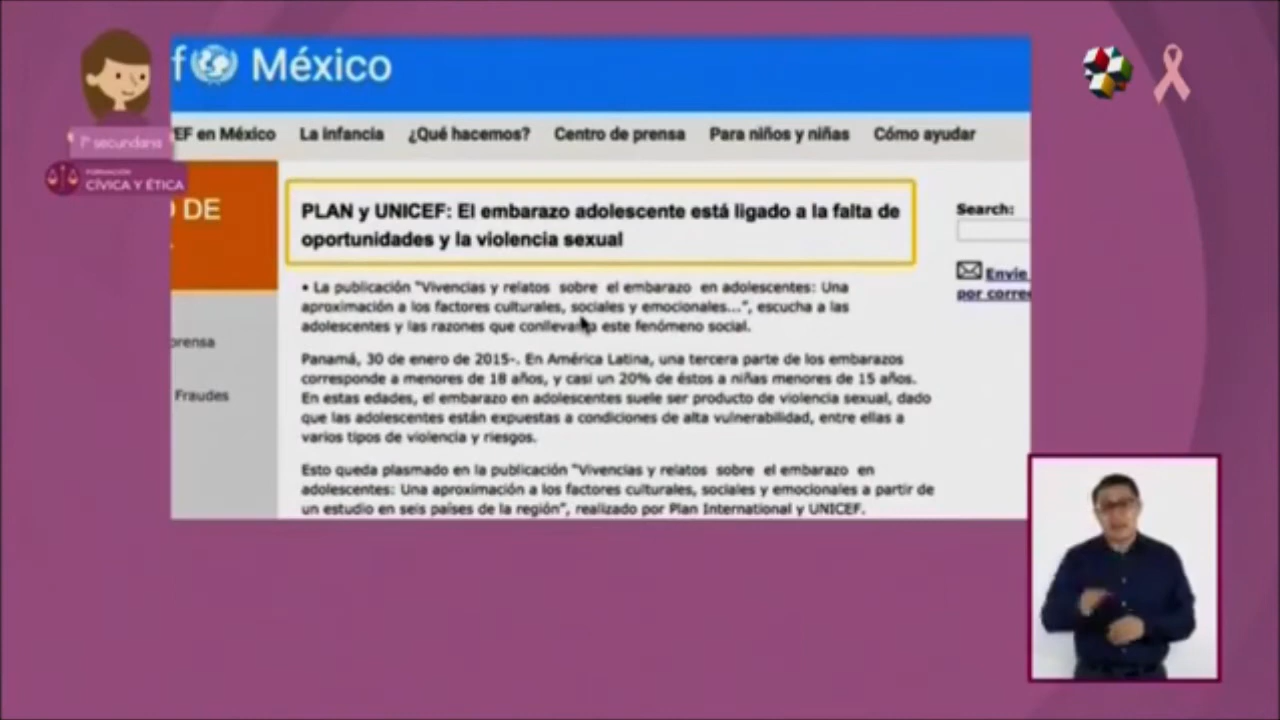 f México
EF en México La infancia ¿Qué hacemos? Centro de prensa Para niños y niñas Cómo ayudar
1° secundaria
FORMACIÓN
CÍVICA Y ÉTICA
O DE
PLAN y UNICEF: El embarazo adolescente está ligado a la falta de
oportunidades y la violencia sexual
Search:
Envie
por corre
• La publicación "Vivencias y relatos sobre el embarazo en adolescentes: Una
aproximación a los factores culturales, sociales y emocionales...", escucha a las
adolescentes y las razones que conllevan a este fenómeno social.
prensa
Fraudes
Panamá, 30 de enero de 2015-. En América Latina, una tercera parte de los embarazos
corresponde a menores de 18 años, y casi un 20% de éstos a niñas menores de 15 años.
En estas edades, el embarazo en adolescentes suele ser producto de violencia sexual, dado
que las adolescentes están expuestas a condiciones de alta vulnerabilidad, entre ellas a
varios tipos de violencia y riesgos.
Esto queda plasmado en la publicación "Vivencias y relatos sobre el embarazo en
adolescentes: Una aproximación a los factores culturales, sociales y emocionales a partir de
un estudio en seis países de la región", realizado por Plan International y UNICEF.